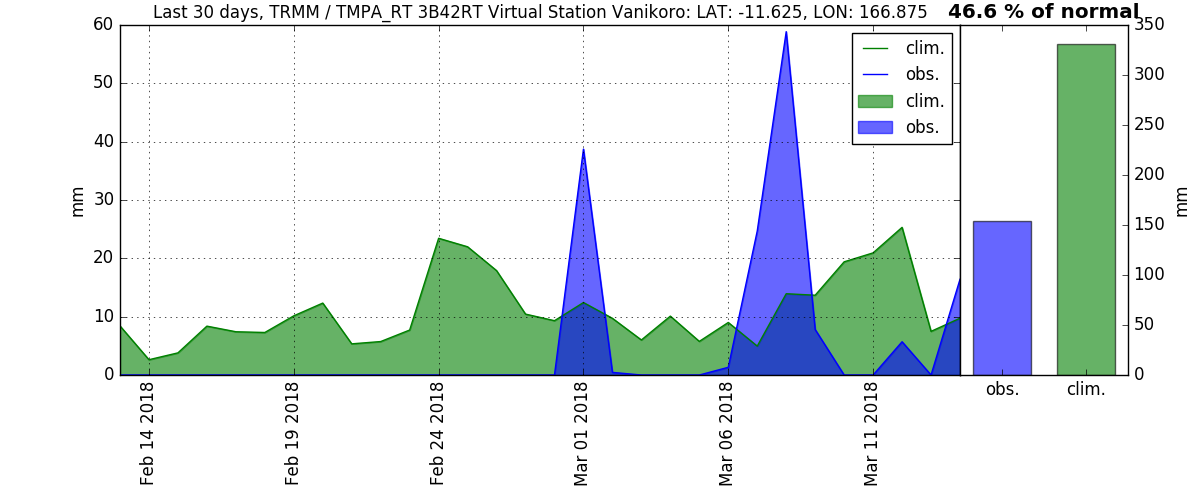 Last 30 days, TRMM / TMPA_RT 3B42RT Virtual Station Vanikoro: LAT: -11.625, LON: 166.875
46.6 % of normal
60
50
40
30
20
10
0
mm
clim.
obs.
clim.
obs.
Feb 14 2018
Feb 19 2018
Feb 24 2018
Mar 01 2018
Mar 06 2018
Mar 11 2018
350
300
250
200
150
100
50
0
mm
obs.
clim.